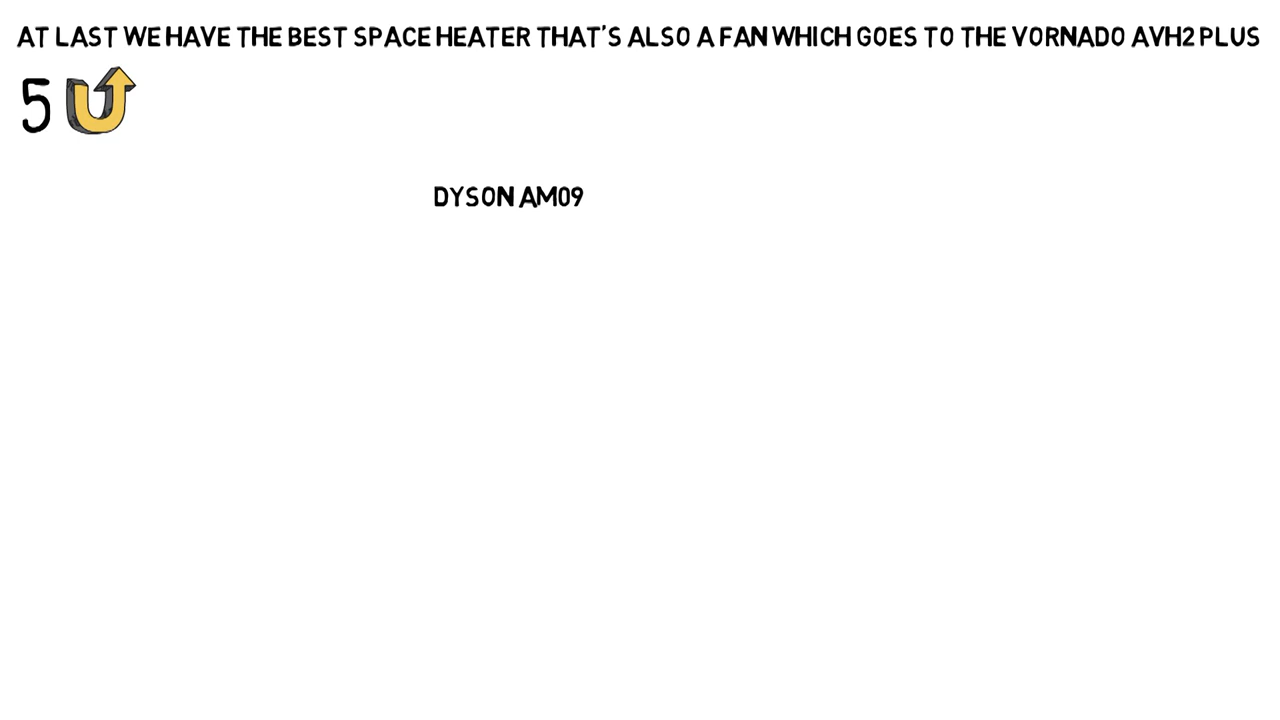 AT LAST WE HAVE THE BEST SPACE HEATER THAT'S ALSO A FAN WHICH GOES TO THE VORNADO AVH2 PLUS
5
DYSON AM09